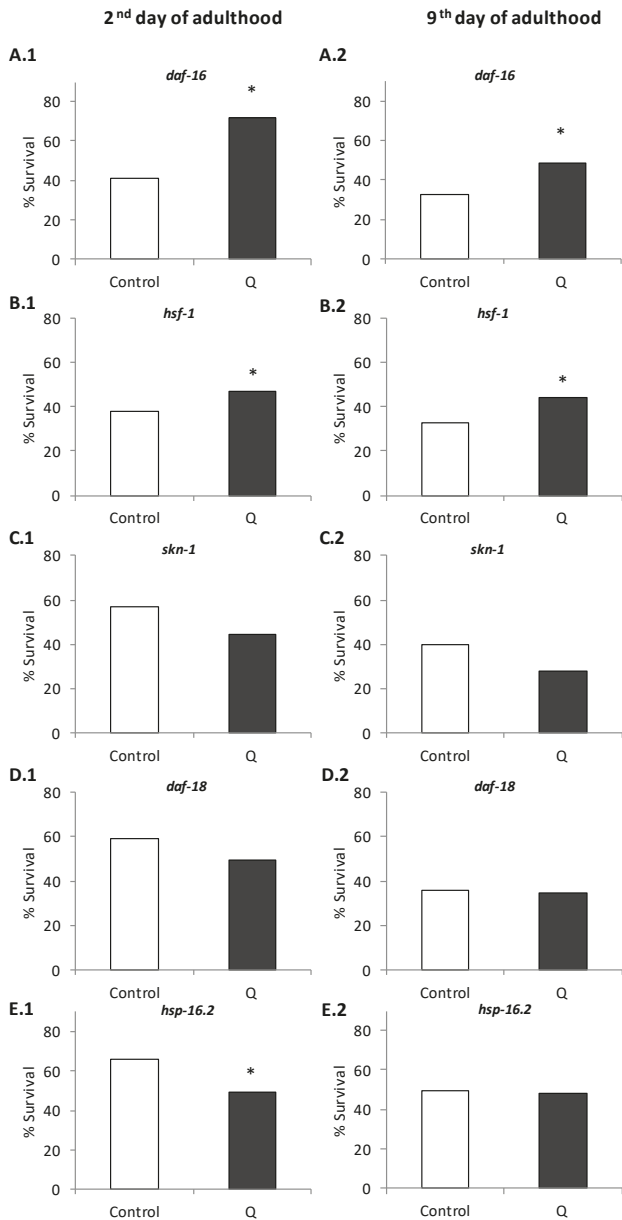 2nd day of adulthood
9th day of adulthood
A.1
daf-16
*
80
60
40
20
0
% Survival
Control
Q
A.2
daf-16
*
80
60
40
20
0
% Survival
Control
Q
B.1
hsf-1
*
80
60
40
20
0
% Survival
Control
Q
B.2
hsf-1
*
80
60
40
20
0
% Survival
Control
Q
C.1
skn-1
80
60
40
20
0
% Survival
Control
Q
C.2
skn-1
80
60
40
20
0
% Survival
Control
Q
D.1
daf-18
80
60
40
20
0
% Survival
Control
Q
D.2
daf-18
80
60
40
20
0
% Survival
Control
Q
E.1
hsp-16.2
*
80
60
40
20
0
% Survival
Control
Q
E.2
hsp-16.2
80
60
40
20
0
% Survival
Control
Q